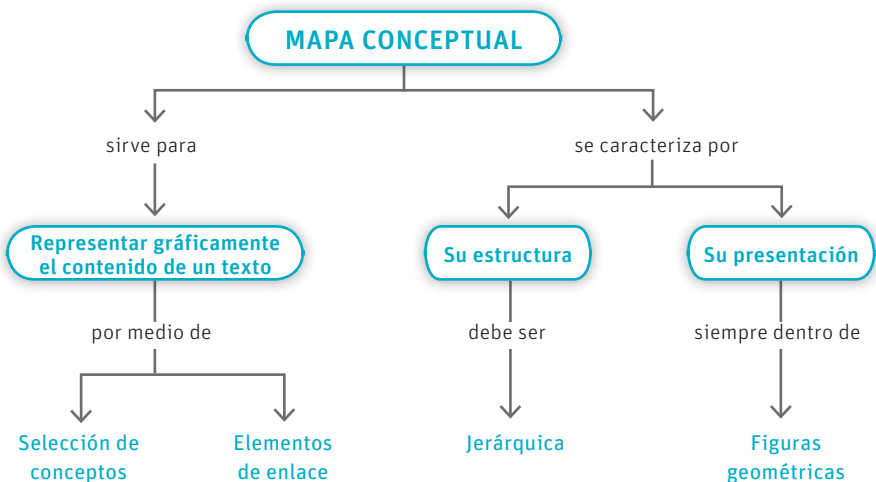 MAPA CONCEPTUAL
sirve para
se caracteriza por
Representar gráficamente
el contenido de un texto
Su estructura
Su presentación
por medio de
debe ser
siempre dentro de
Selección de
conceptos
Elementos
de enlace
Jerárquica
Figuras
geométricas